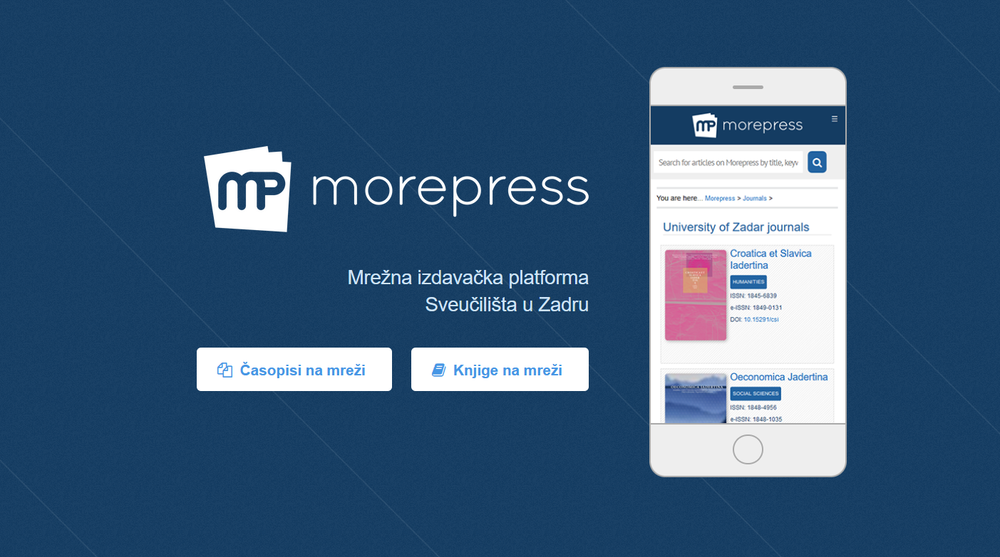 MP morepress
Mrežna izdavačka platforma
Sveučilišta u Zadru
Časopisi na mreži
Knjige na mreži
MP morepress
Search for articles on Morepress by title, keyw
You are here... Morepress > Journals >
University of Zadar journals
Croatica et Slavica
Iadertina
HUMANITIES
ISSN: 1845-6839
e-ISSN: 1849-0131
DOI: 10.15291/csi
OECONOMICA JADERTINA
Oeconomica Jadertina
SOCIAL SCIENCES
ISSN: 1848-4956
e-ISSN: 1848-1035